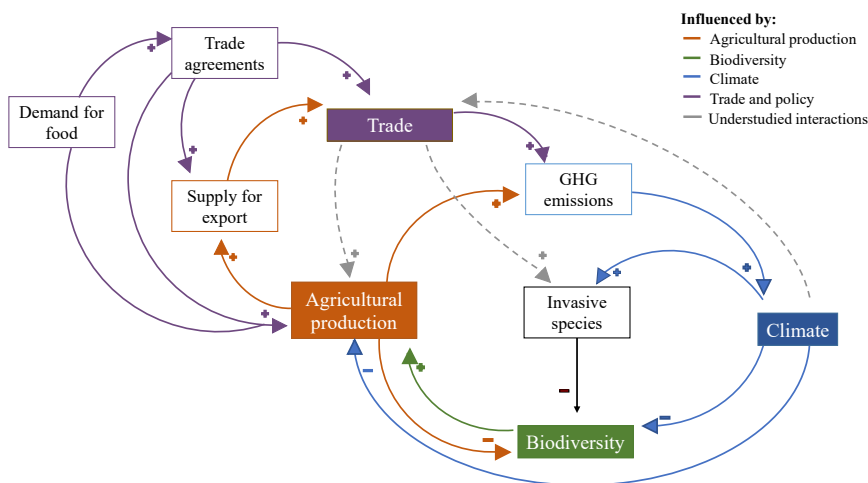 Influenced by:
Agricultural production
Biodiversity
Climate
Trade and policy
Understudied interactions
Trade
agreements
+
+
Demand for
food
Trade
+
+
+
GHG
emissions
Supply for
export
+
+
+
+
+
+
+
Agricultural
production
Invasive
species
Climate
+
−
+
−
−
−
Biodiversity